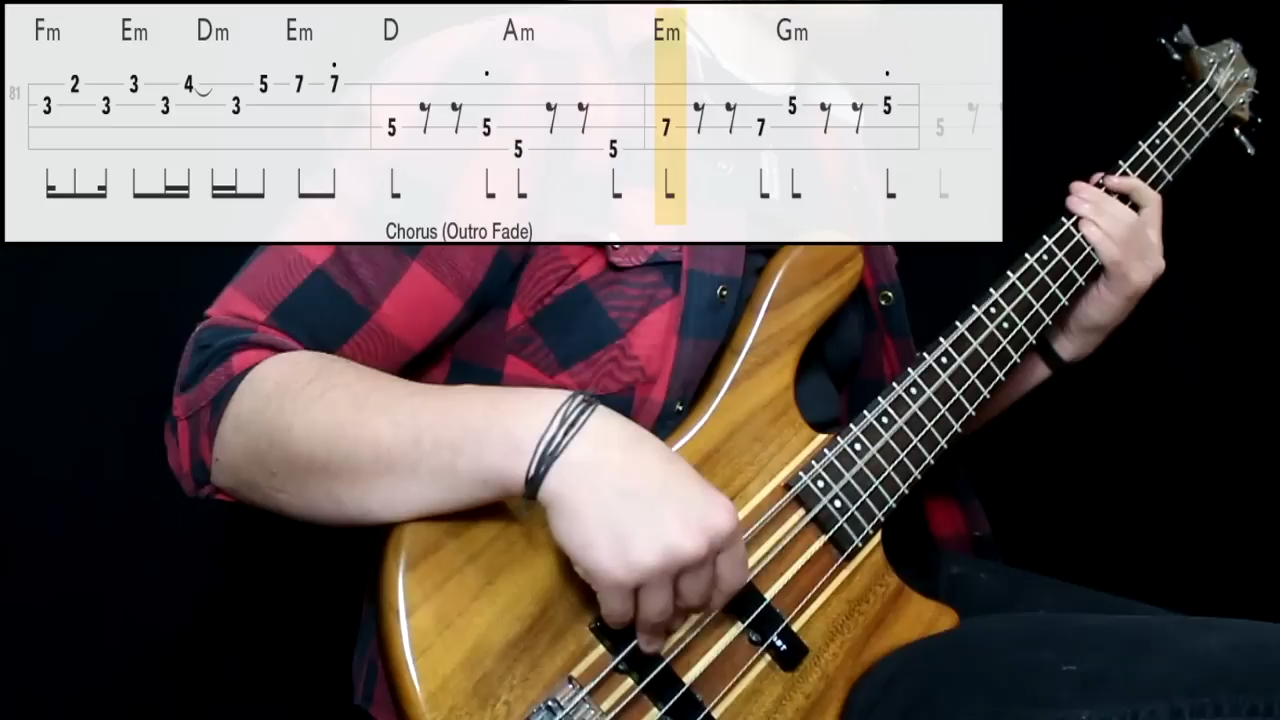 Fm Em Dm Em D Am Em Gm
2 3 4 5 7 7
81 3 3 3 3 5 5
5 5 7 7 5
5 5
Chorus (Outro Fade)